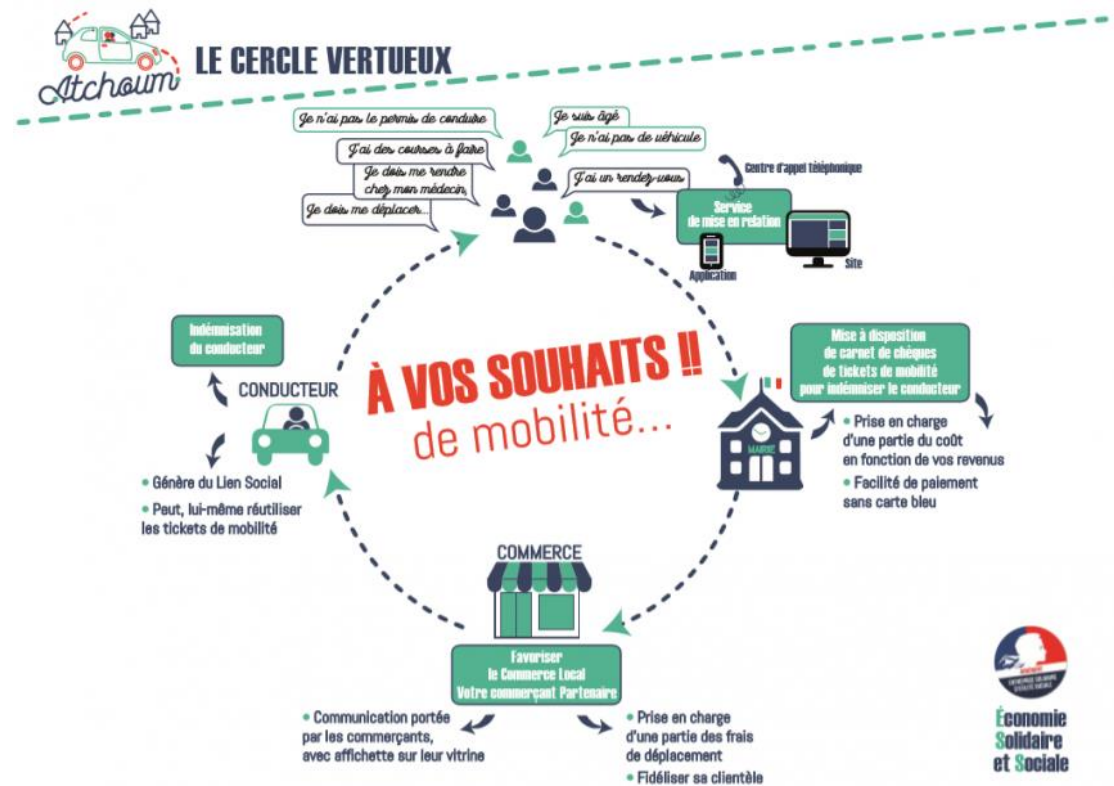 Atchoum
LE CERCLE VERTUEUX
Je n'ai pas le permis de conduire
Je suis âgé
Je n'ai pas de véhicule
J'ai des courses à faire
Je dois me rendre
chez mon médecin,
J'ai un rendez-vous
Je dois me déplacer...
Centre d'appel téléphonique
Service
de mise en relation
Application
Site
Indémnisation
du conducteur
CONDUCTEUR
• Génère du Lien Social
• Peut, lui-même réutiliser
les tickets de mobilité
À VOS SOUHAITS !!
de mobilité...
Mise à disposition
de carnet de chèques
de tickets de mobilité
pour indémniser le conducteur
MAIRIE
• Prise en charge
d'une partie du coût
en fonction de vos revenus
• Facilité de paiement
sans carte bleu
COMMERCE
Favoriser
le Commerce Local
Votre commerçant Partenaire
• Communication portée
par les commerçants,
avec affichette sur leur vitrine
• Prise en charge
d'une partie des frais
de déplacement
• Fidéliser sa clientèle
ENTREPRISE SOLIDAIRE
D'UTILITÉ SOCIALE
Économie
Solidaire
et Sociale